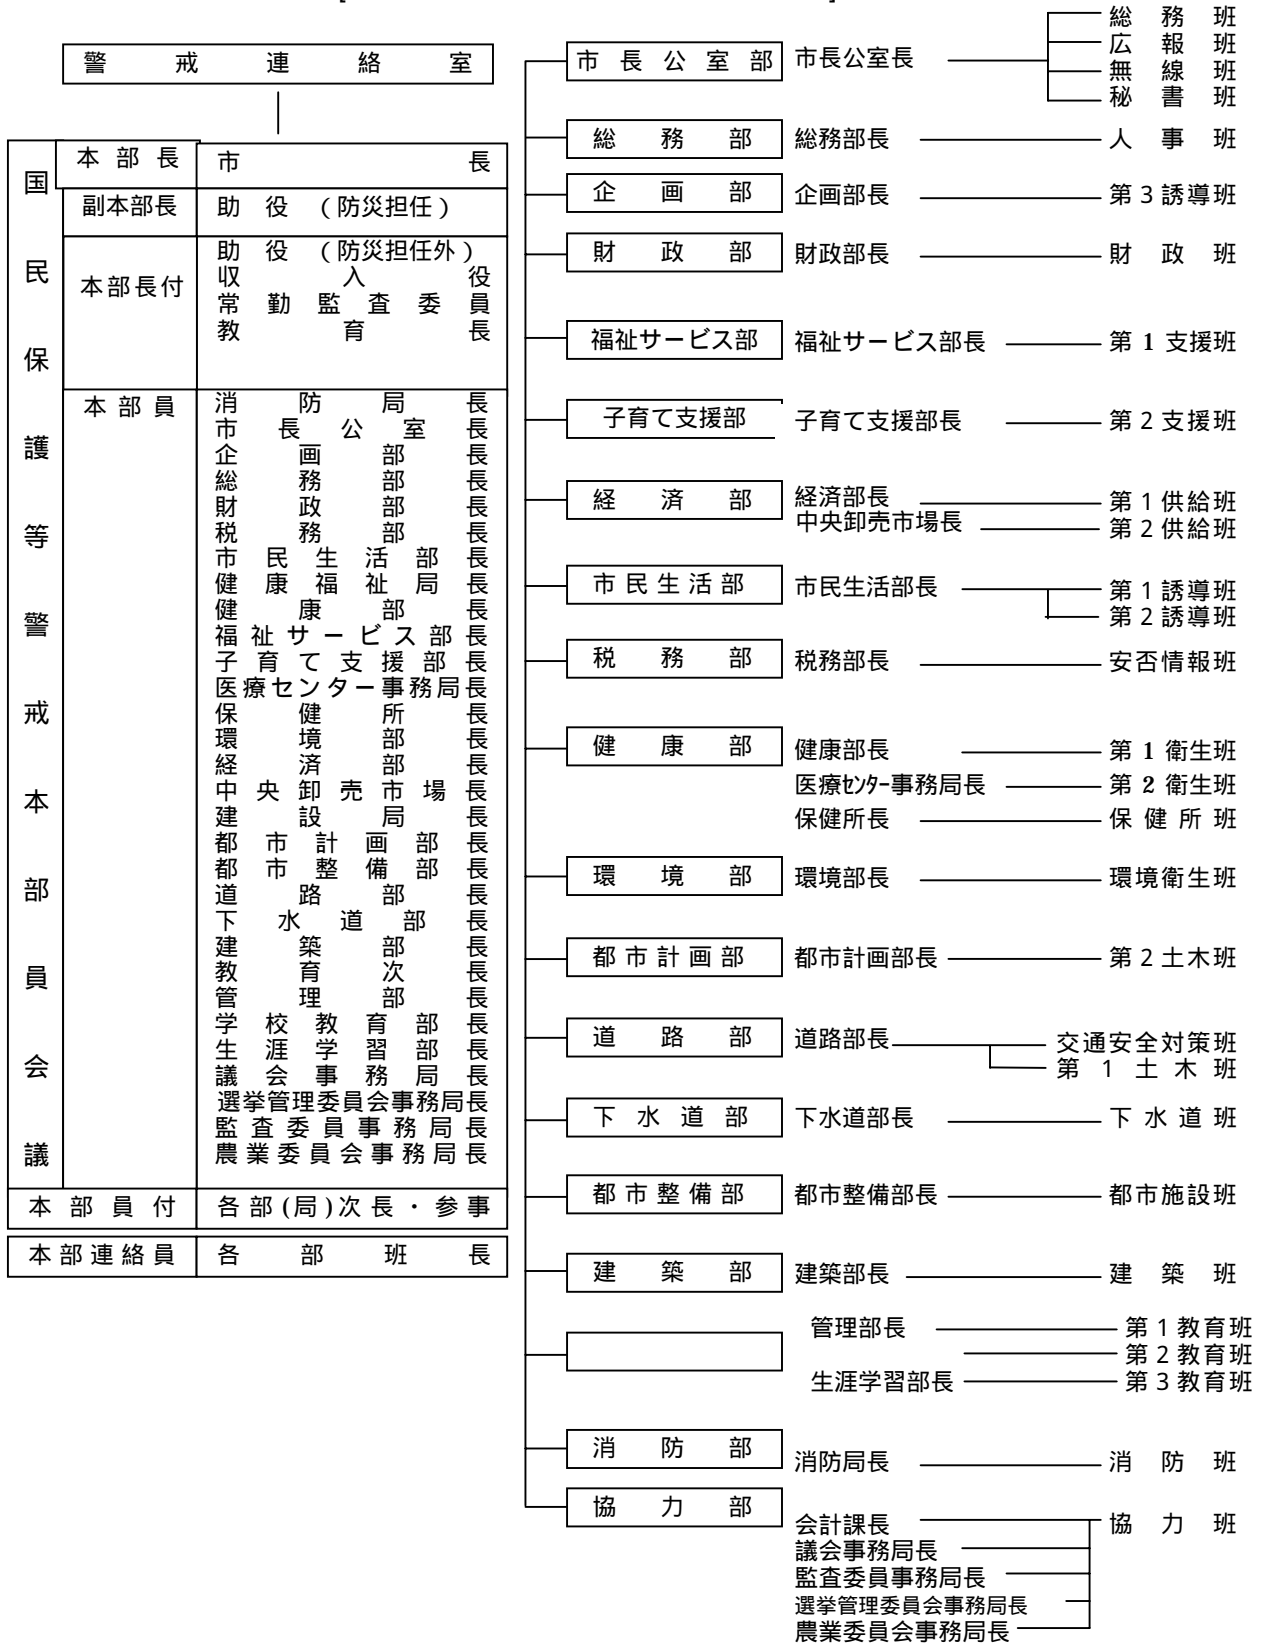 警戒連絡室
国民保護等警戒本部員会議
本部長 市長
副本部長 助役（防災担任）
本部長付 助役（防災担任外）
収入役
常勤監査委員
教育長
本部員 消防局長
市長公室長
企画部長
総務部長
財政部長
税務部長
市民生活部長
健康福祉局長
健康部長
福祉サービス部長
子育て支援部長
医療センター事務局長
保健所長
環境部長
経済部長
中央卸売市場長
建設局長
都市計画部長
都市整備部長
道路部長
下水道部長
建築部長
教育次長
管理部長
学校教育部長
生涯学習部長
議会事務局長
選挙管理委員会事務局長
監査委員事務局長
農業委員会事務局長
本部員付 各部(局)次長・参事
本部連絡員 各部班長
市長公室部 市長公室長 総務班
広報班
無線班
秘書班
総務部 総務部長 人事班
企画部 企画部長 第3誘導班
財政部 財政部長 財政班
福祉サービス部 福祉サービス部長 第1支援班
子育て支援部 子育て支援部長 第2支援班
経済部 経済部長 第1供給班
中央卸売市場長 第2供給班
市民生活部 市民生活部長 第1誘導班
第2誘導班
税務部 税務部長 安否情報班
健康部 健康部長 第1衛生班
医療ｾﾝﾀｰ事務局長 第2衛生班
保健所長 保健所班
環境部 環境部長 環境衛生班
都市計画部 都市計画部長 第2土木班
道路部 道路部長 交通安全対策班
第1土木班
下水道部 下水道部長 下水道班
都市整備部 都市整備部長 都市施設班
建築部 建築部長 建築班
管理部長 第1教育班
第2教育班
生涯学習部長 第3教育班
消防部 消防局長 消防班
協力部 会計課長 協力班
議会事務局長
監査委員事務局長
選挙管理委員会事務局長
農業委員会事務局長